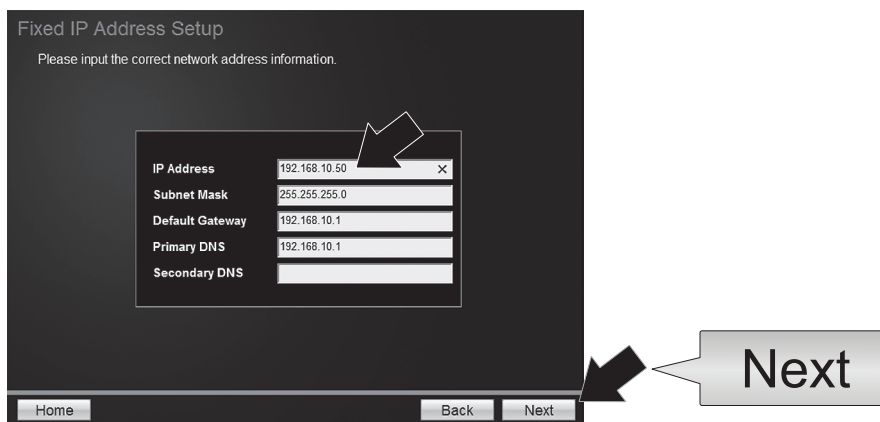 Fixed IP Address Setup
Please input the correct network address information.
IP Address 192.168.10.50
Subnet Mask 255.255.255.0
Default Gateway 192.168.10.1
Primary DNS 192.168.10.1
Secondary DNS
Home Back Next
Next